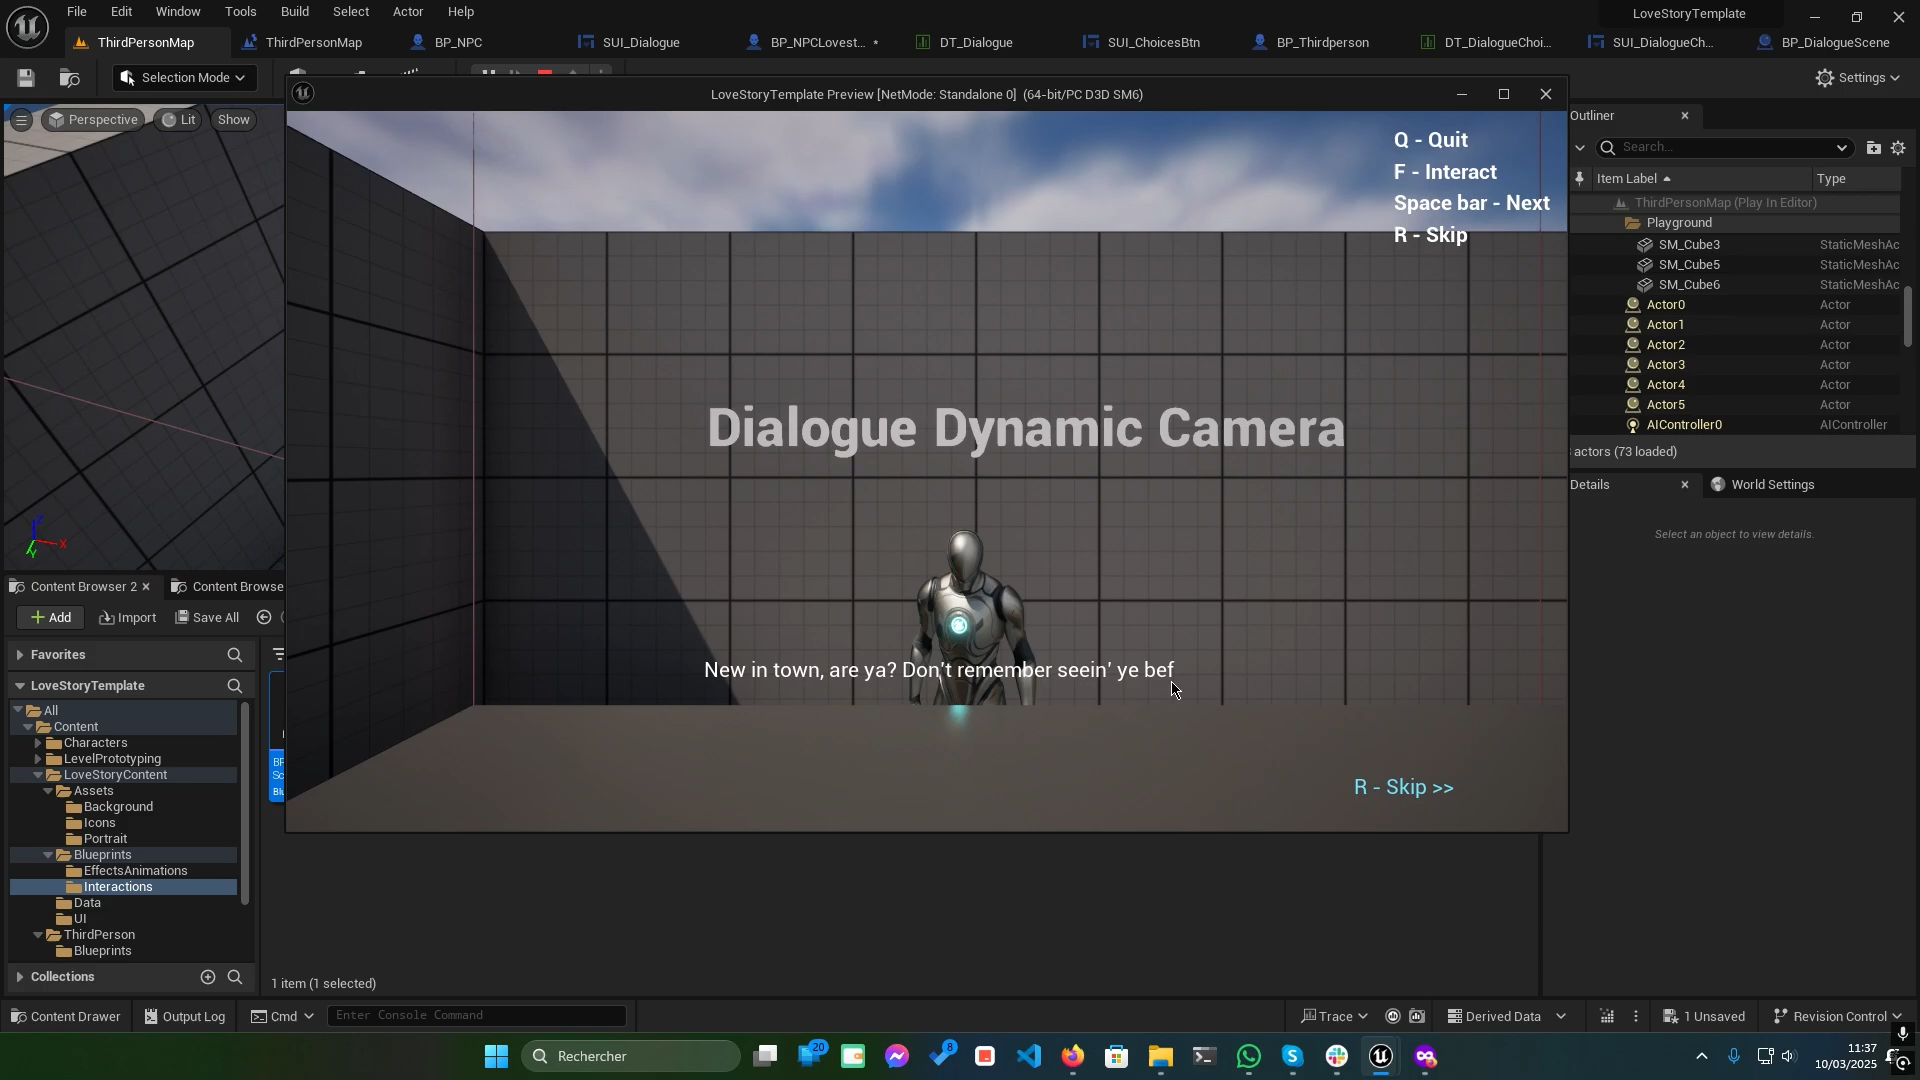 File Edit Window Tools Build Select Actor Help
LoveStoryTemplate
ThirdPersonMap
ThirdPersonMap
BP_NPC
SUI_Dialogue
BP_NPCLovest... *
DT_Dialogue
SUI_ChoicesBtn
BP_Thirdperson
DT_DialogueChoi...
SUI_DialogueCh...
BP_DialogueScene
Selection Mode
Settings
LoveStoryTemplate Preview [NetMode: Standalone 0] (64-bit/PC D3D SM6)
Perspective
Lit
Show
Q - Quit
F - Interact
Space bar - Next
R - Skip
Dialogue Dynamic Camera
New in town, are ya? Don't remember seein' ye bef
R - Skip >>
Outliner
Search...
Item Label Type
ThirdPersonMap (Play In Editor)
Playground
SM_Cube3 StaticMeshAc
SM_Cube5 StaticMeshAc
SM_Cube6 StaticMeshAc
Actor0 Actor
Actor1 Actor
Actor2 Actor
Actor3 Actor
Actor4 Actor
Actor5 Actor
AIController0 AIController
actors (73 loaded)
Details
World Settings
Select an object to view details.
X
Y
Z
Content Browser 2
Content Browse
Add
Import
Save All
Favorites
LoveStoryTemplate
All
Content
Characters
LevelPrototyping
LoveStoryContent
Assets
Background
Icons
Portrait
Blueprints
EffectsAnimations
Interactions
Data
UI
ThirdPerson
Blueprints
Collections
BP
Sc
Blu
1 item (1 selected)
Content Drawer
Output Log
Cmd
Enter Console Command
Trace
Derived Data
1 Unsaved
Revision Control
Rechercher
20
8
11:37
10/03/2025